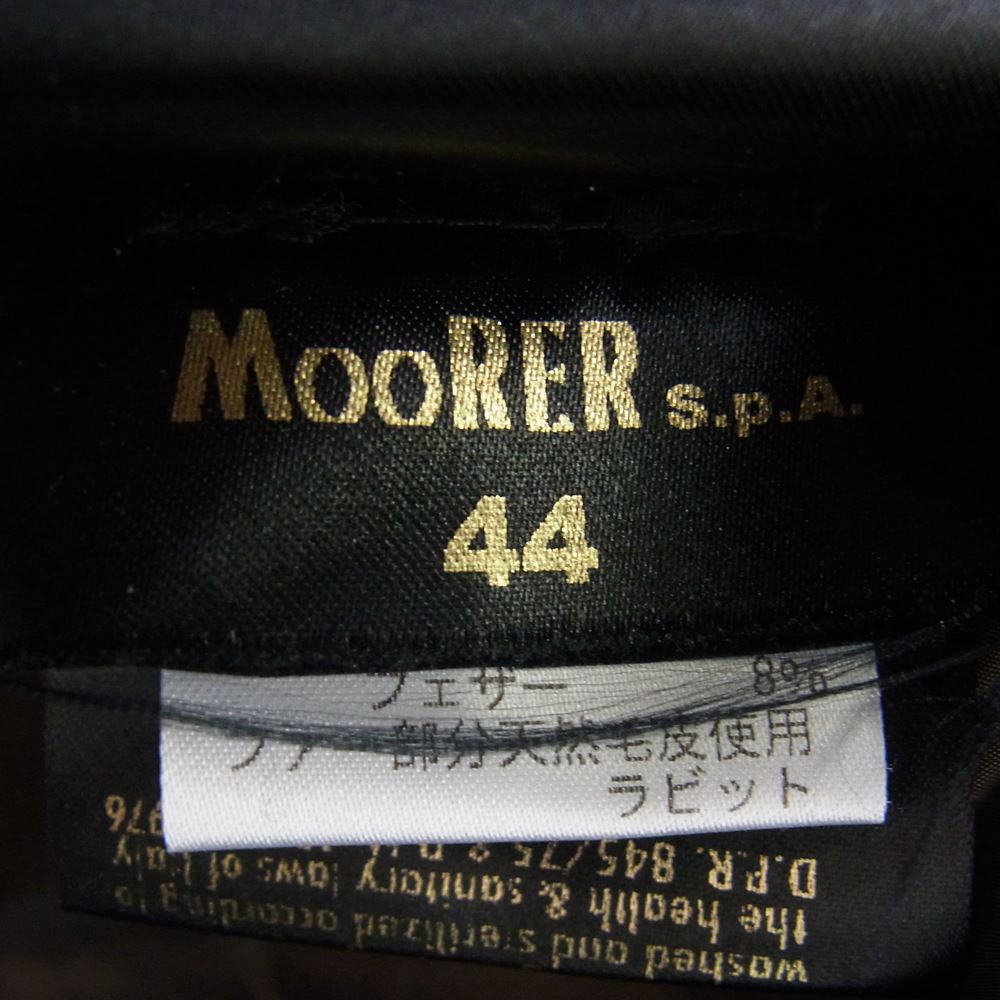 MooRER s.p.A.
44
フェザー 8%
ファー部分天然毛皮使用
ラビット
washed and sterilized according to
the health & sanitary laws of Italy
D.P.R. 845/75